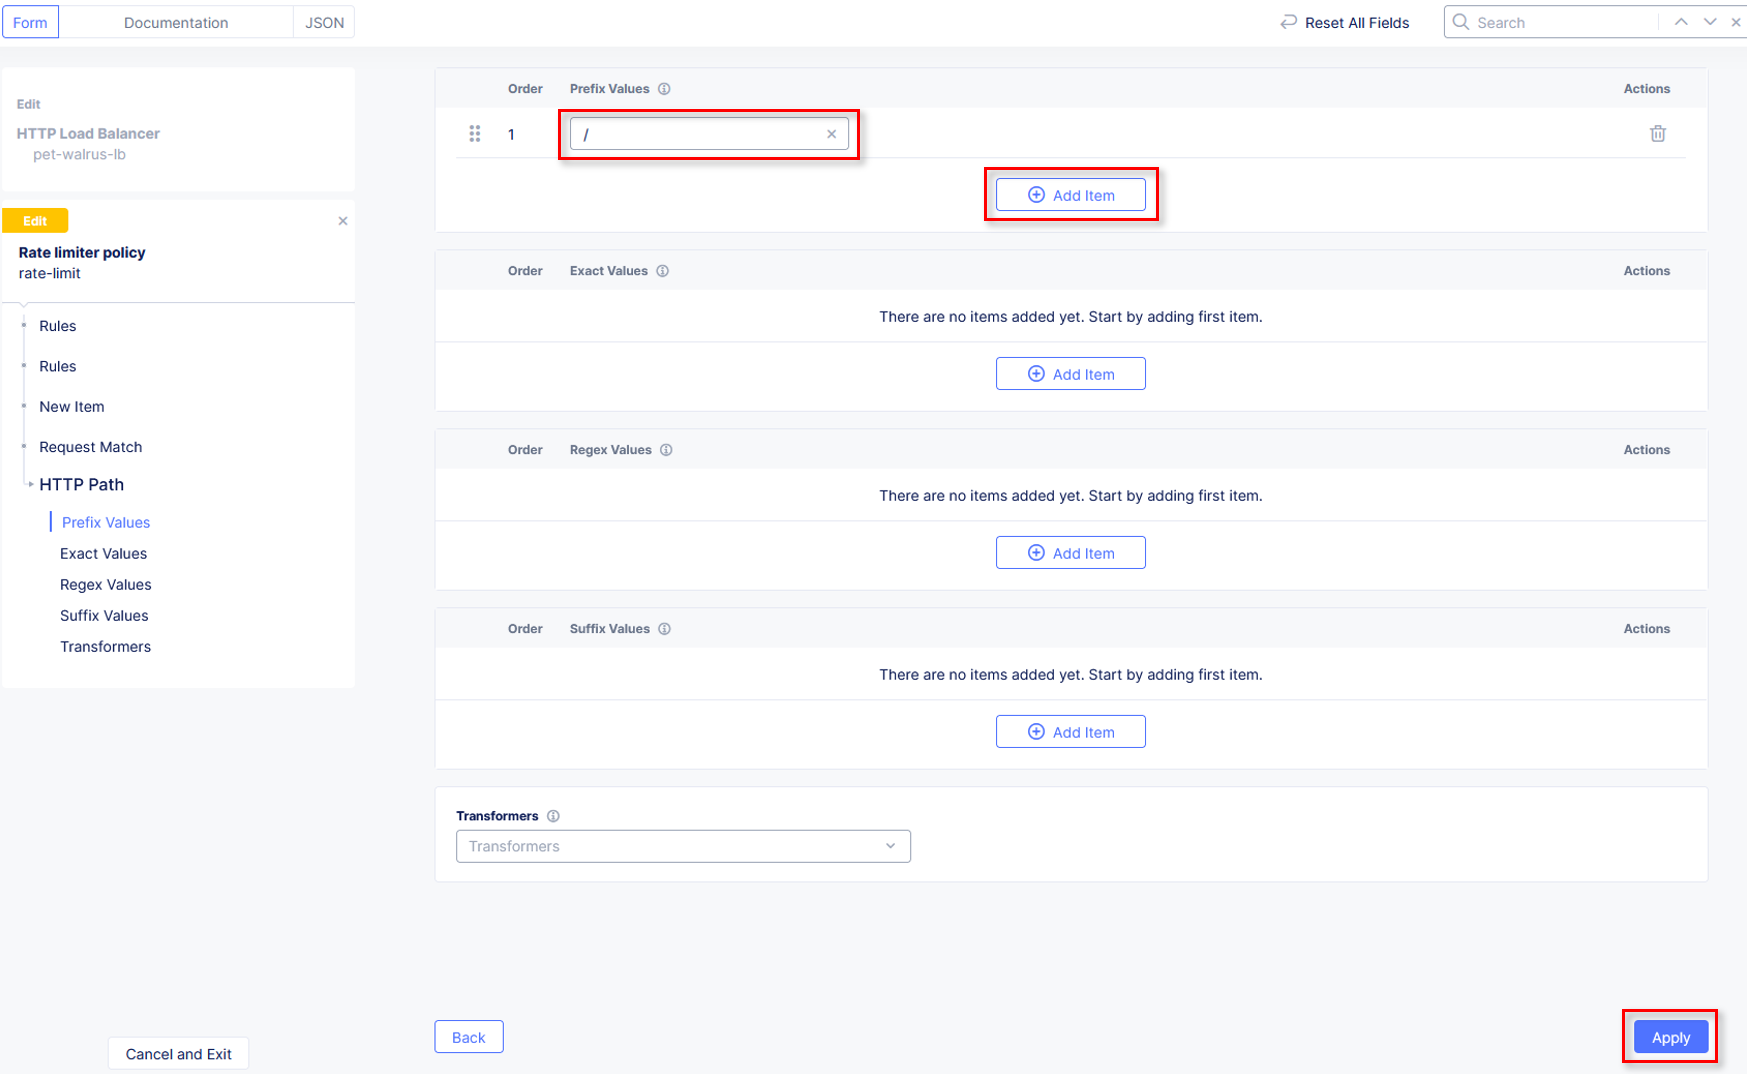 Form Documentation JSON Reset All Fields Search
Edit
HTTP Load Balancer
pet-walrus-lb
Edit
Rate limiter policy
rate-limit
Rules
Rules
New Item
Request Match
HTTP Path
Prefix Values
Exact Values
Regex Values
Suffix Values
Transformers
Cancel and Exit
Order Prefix Values Actions
1 /
Add Item
Order Exact Values Actions
There are no items added yet. Start by adding first item.
Add Item
Order Regex Values Actions
There are no items added yet. Start by adding first item.
Add Item
Order Suffix Values Actions
There are no items added yet. Start by adding first item.
Add Item
Transformers
Transformers
Back Apply